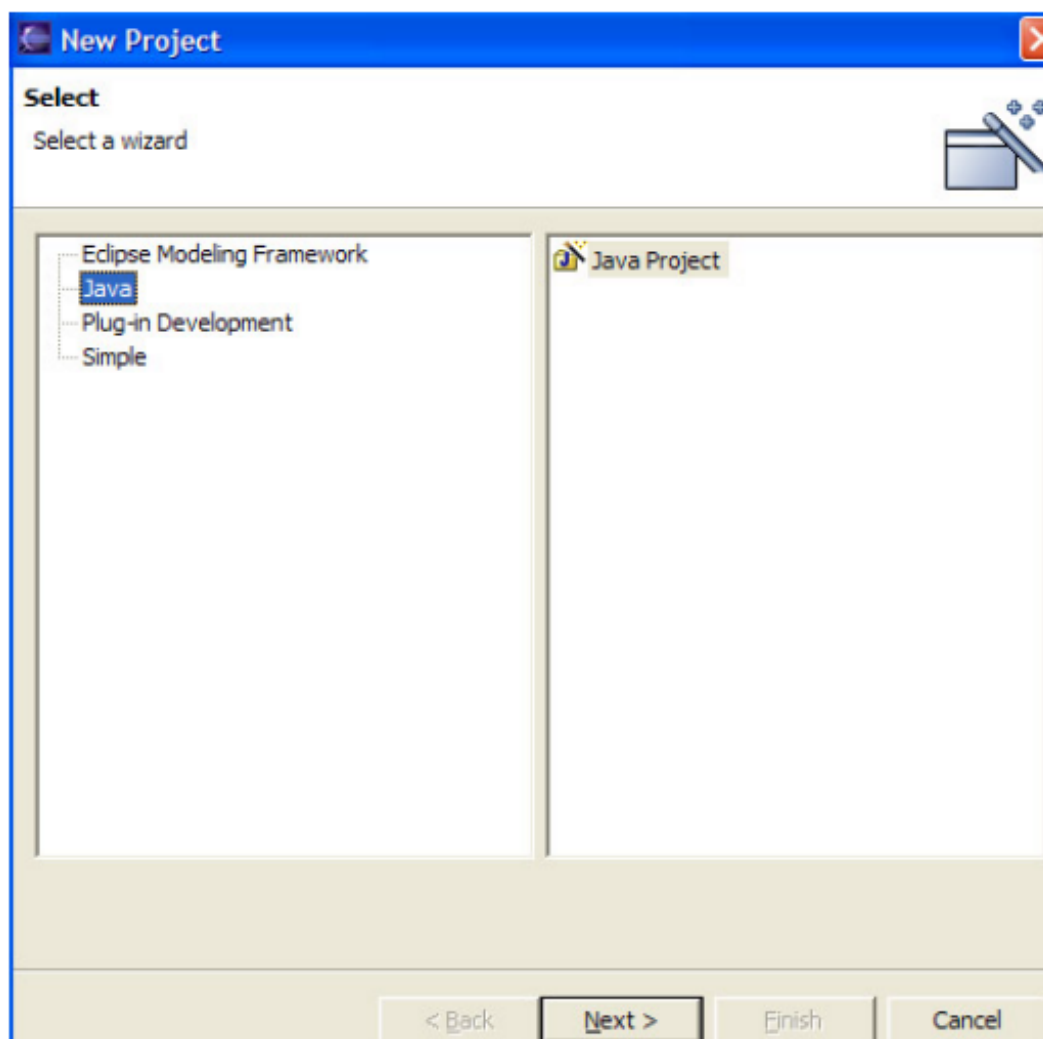 New Project
Select
Select a wizard
Eclipse Modeling Framework
Java
Plug-in Development
Simple
Java Project
< Back
Next >
Finish
Cancel